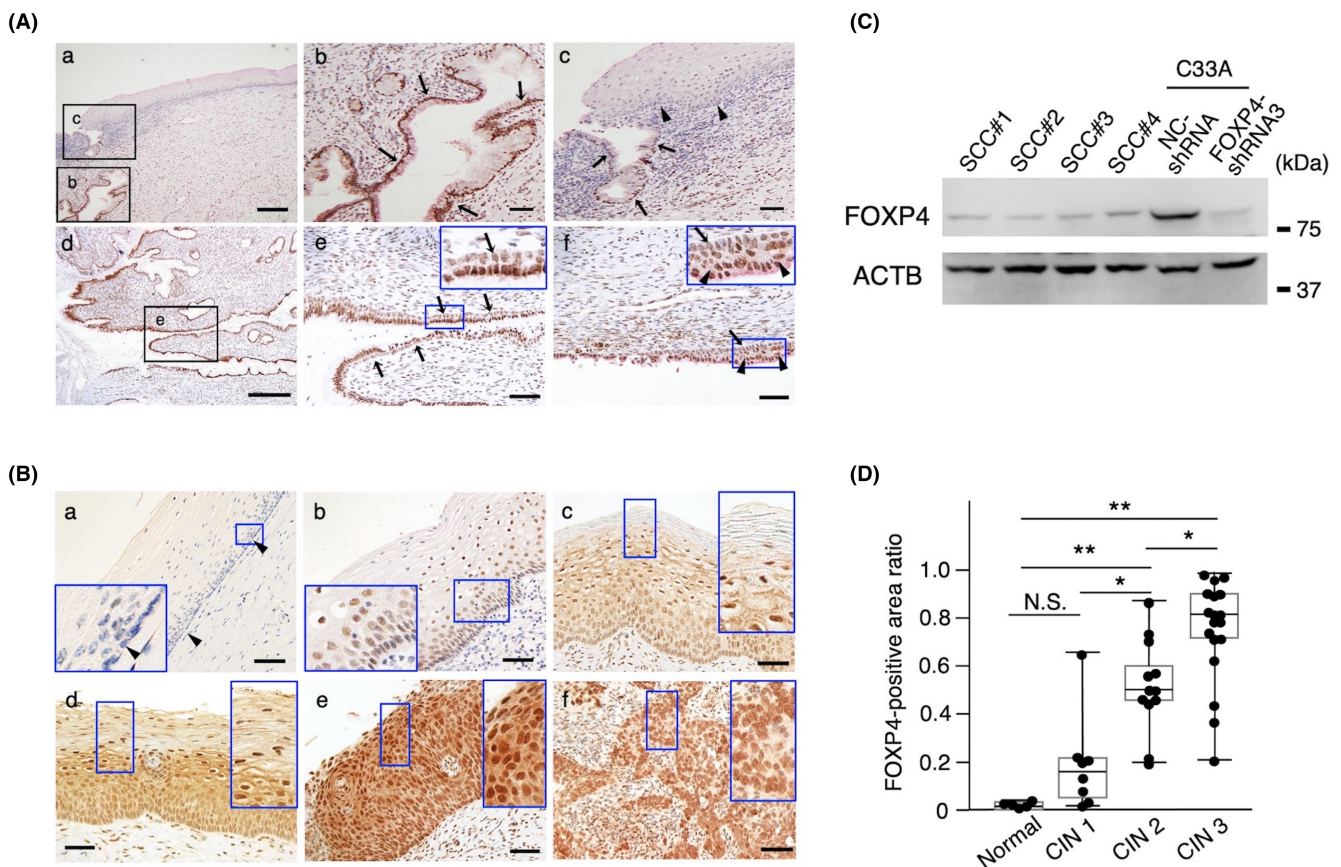 (A)
a
c
b
b
c
d
e
e
f
(B)
a
b
c
d
e
f
(C)
C33A
SCC#1
SCC#2
SCC#3
SCC#4
NC-
shRNA
FOXP4-
shRNA3
(kDa)
FOXP4
75
ACTB
37
(D)
FOXP4-positive area ratio
**
** *
N.S. *
1.0
0.8
0.6
0.4
0.2
0
Normal
CIN 1
CIN 2
CIN 3